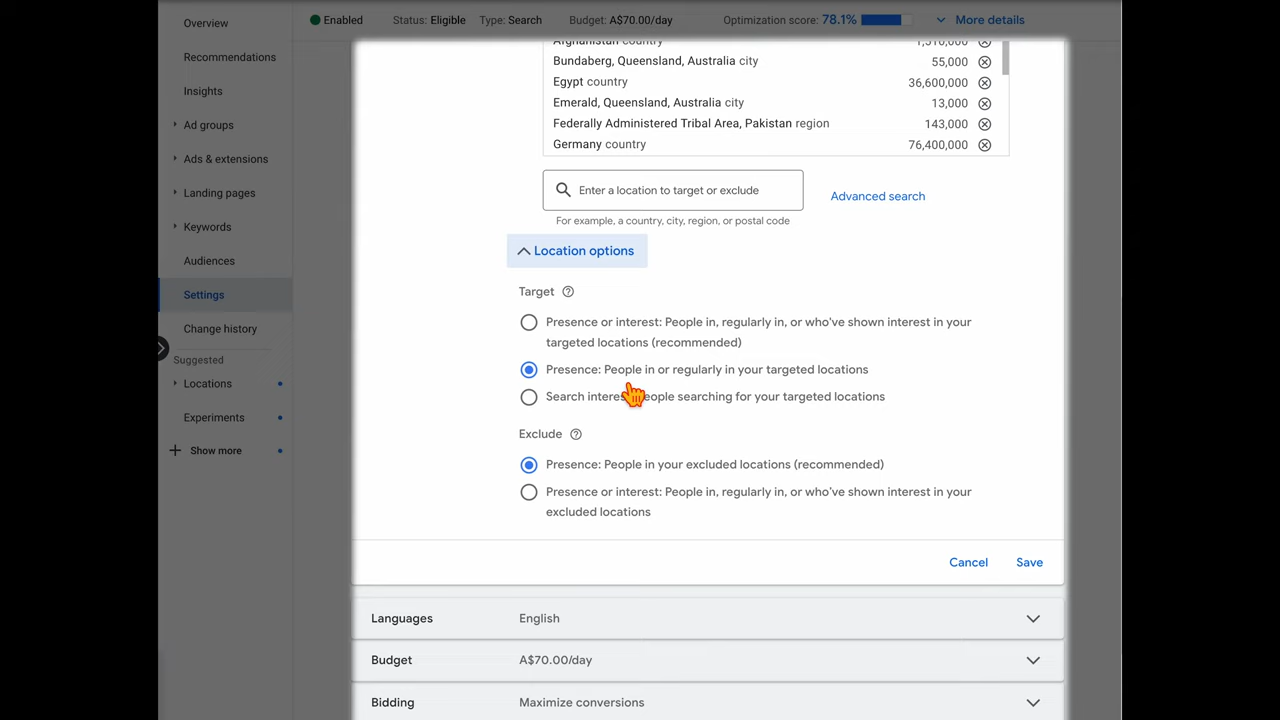 Overview
Recommendations
Insights
Ad groups
Ads & extensions
Landing pages
Keywords
Audiences
Settings
Change history
Suggested
Locations
Experiments
Show more
Enabled Status: Eligible Type: Search Budget: A$70.00/day Optimization score: 78.1% More details
Afghanistan country 1,510,000
Bundaberg, Queensland, Australia city 55,000
Egypt country 36,600,000
Emerald, Queensland, Australia city 13,000
Federally Administered Tribal Area, Pakistan region 143,000
Germany country 76,400,000
Enter a location to target or exclude
Advanced search
For example, a country, city, region, or postal code
Location options
Target
Presence or interest: People in, regularly in, or who've shown interest in your
targeted locations (recommended)
Presence: People in or regularly in your targeted locations
Search interest: People searching for your targeted locations
Exclude
Presence: People in your excluded locations (recommended)
Presence or interest: People in, regularly in, or who've shown interest in your
excluded locations
Cancel Save
Languages English
Budget A$70.00/day
Bidding Maximize conversions